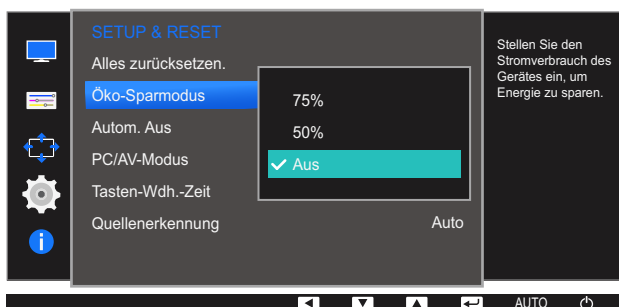 SETUP & RESET
Alles zurücksetzen.
Öko-Sparmodus
Autom. Aus
PC/AV-Modus
Tasten-Wdh.-Zeit
Quellenerkennung
Auto
75%
50%
Aus
Stellen Sie den
Stromverbrauch des
Gerätes ein, um
Energie zu sparen.
AUTO